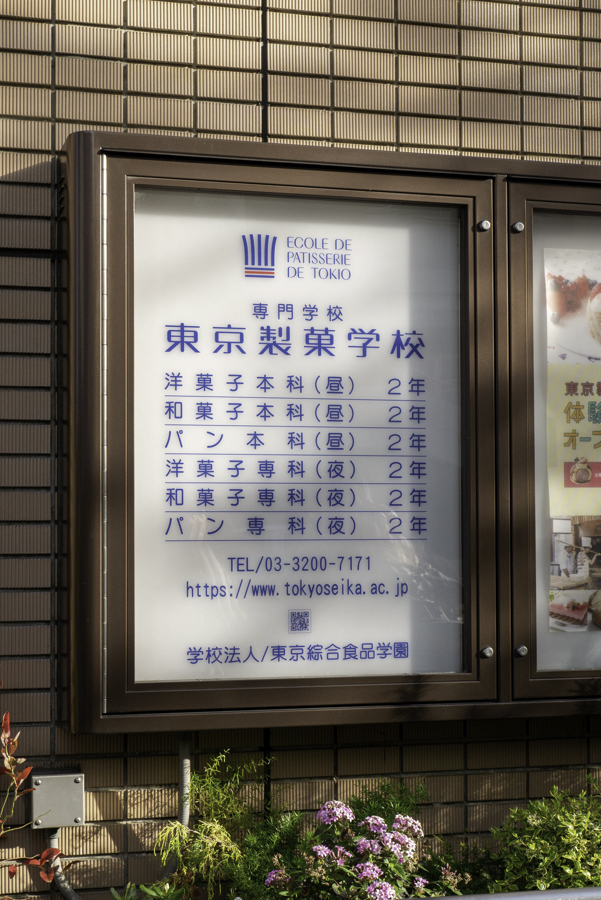 ECOLE DE
PATISSERIE
DE TOKIO
専門学校
東京製菓学校
洋菓子本科(昼) 2年
和菓子本科(昼) 2年
パン本科(昼) 2年
洋菓子専科(夜) 2年
和菓子専科(夜) 2年
パン専科(夜) 2年
TEL/03-3200-7171
https://www.tokyoseika.ac.jp
学校法人/東京綜合食品学園
東京
体験
オー